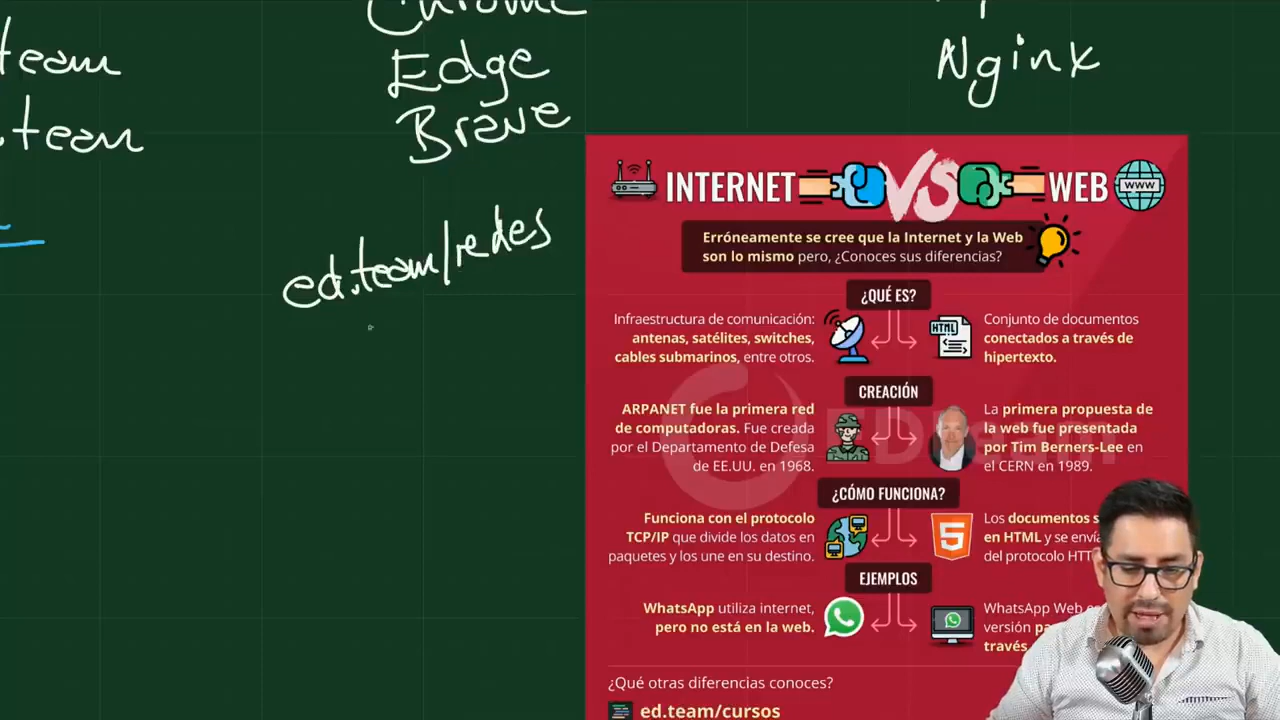 team
Chrome
Edge
Brave
Nginx
.team
ed.team/redes
INTERNET VS WEB
www
Erróneamente se cree que la Internet y la Web
son lo mismo pero, ¿Conoces sus diferencias?
¿QUÉ ES?
Infraestructura de comunicación:
antenas, satélites, switches,
cables submarinos, entre otros.
HTML
Conjunto de documentos
conectados a través de
hipertexto.
CREACIÓN
ARPANET fue la primera red
de computadoras. Fue creada
por el Departamento de Defesa
de EE.UU. en 1968.
La primera propuesta de
la web fue presentada
por Tim Berners-Lee en
el CERN en 1989.
EDteam
¿CÓMO FUNCIONA?
Funciona con el protocolo
TCP/IP que divide los datos en
paquetes y los une en su destino.
5
Los documentos s
en HTML y se envía
del protocolo HTT
EJEMPLOS
WhatsApp utiliza internet,
pero no está en la web.
WhatsApp Web e
versión pa
través
¿Qué otras diferencias conoces?
ed.team/cursos